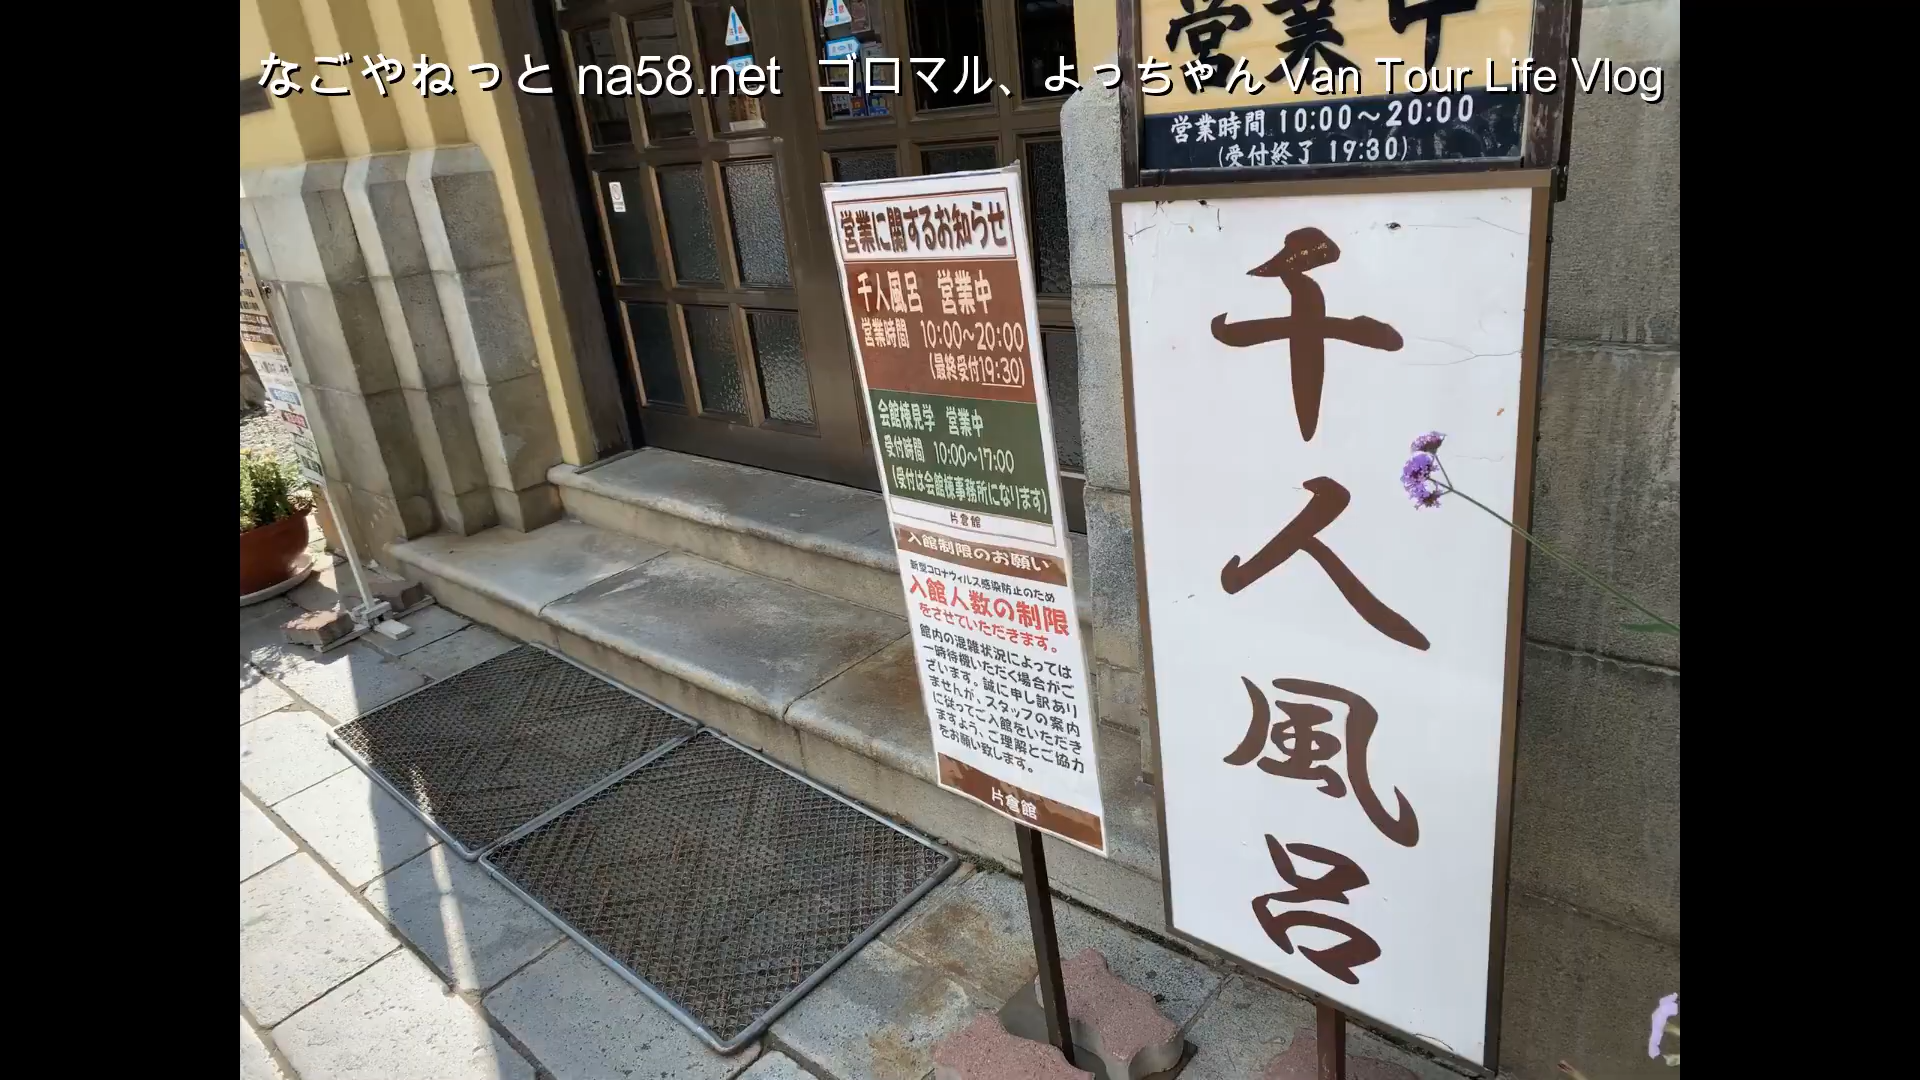 なごやねっと na58.net ゴロマル、よっちゃん Van Tour Life Vlog
営業中
営業時間 10:00～20:00
(受付終了 19:30)
営業に関するお知らせ
千人風呂 営業中
営業時間 10:00～20:00
(最終受付19:30)
会館棟見学 営業中
受付時間 10:00～17:00
(受付は会館棟事務所になります)
片倉館
入館制限のお願い
新型コロナウィルス感染防止のため
入館人数の制限
をさせていただきます。
館内の混雑状況によっては
一時待機いただく場合がご
ざいます。誠に申し訳あり
ませんが、スタッフの案内
に従ってご入館をいただき
ますよう、ご理解とご協力
をお願い致します。
片倉館
千人風呂